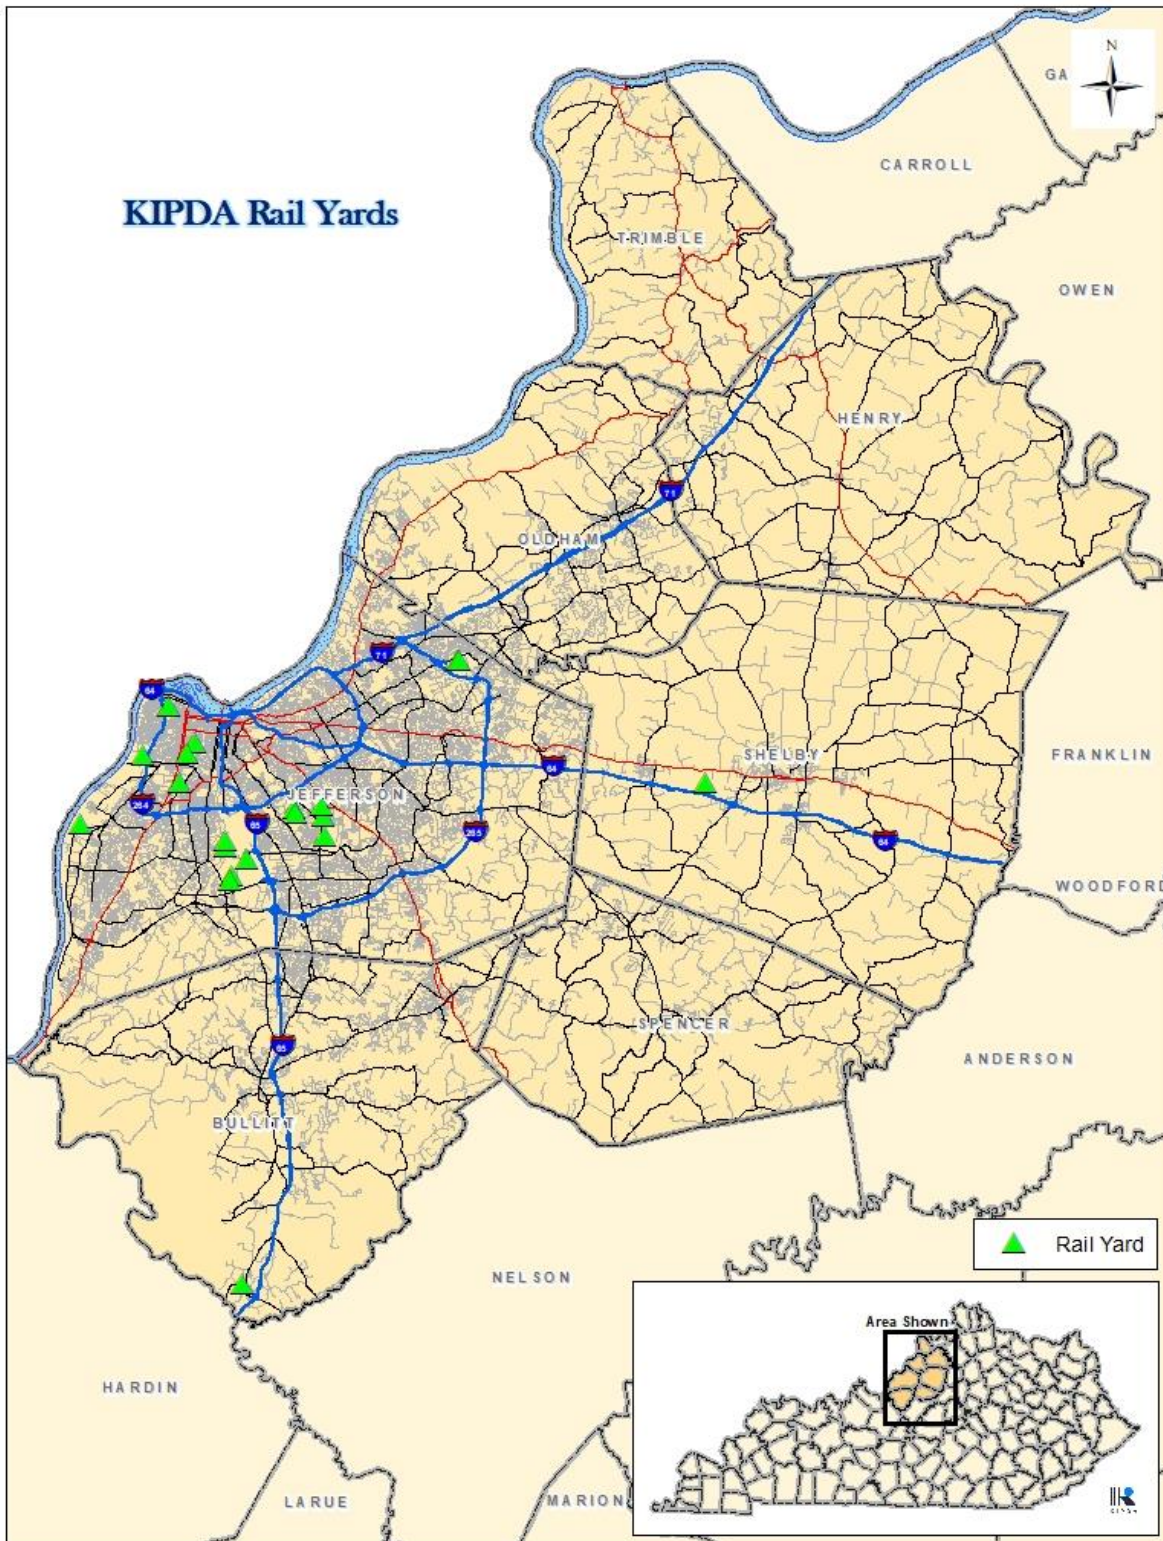 N
GA
CARROLL
KIPDA Rail Yards
TRIMBLE
OWEN
HENRY
71
OLDHAM
71
64
SHELBY
FRANKLIN
64
JEFFERSON
264
65
265
64
WOODFORD
SPENCER
65
ANDERSON
BULLITT
Rail Yard
NELSON
Area Shown
HARDIN
LARUE
MARION